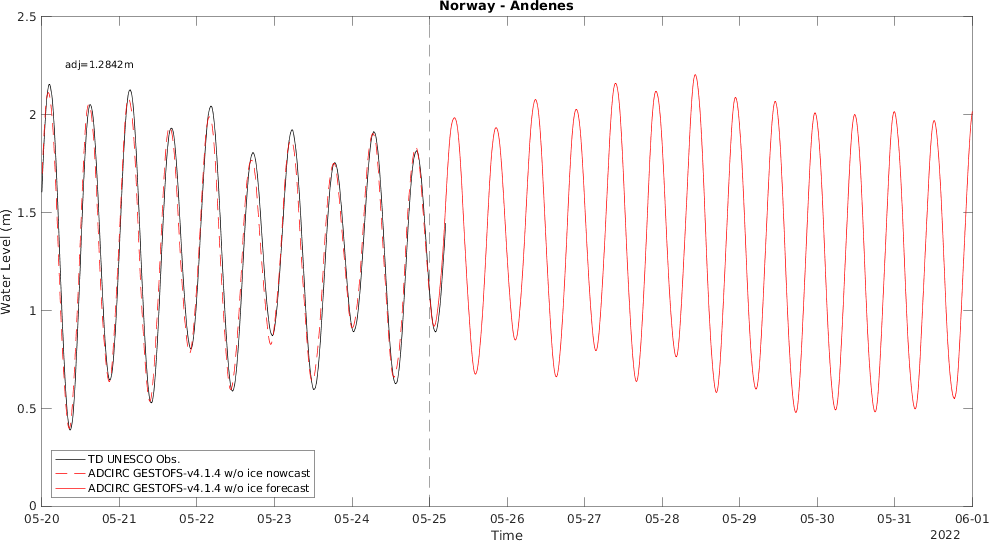 Norway - Andenes
2.5
adj=1.2842m
2
1.5
Water Level (m)
1
0.5
TD UNESCO Obs.
ADCIRC GESTOFS-v4.1.4 w/o ice nowcast
ADCIRC GESTOFS-v4.1.4 w/o ice forecast
0
05-20 05-21 05-22 05-23 05-24 05-25 05-26 05-27 05-28 05-29 05-30 05-31 06-01
Time
2022